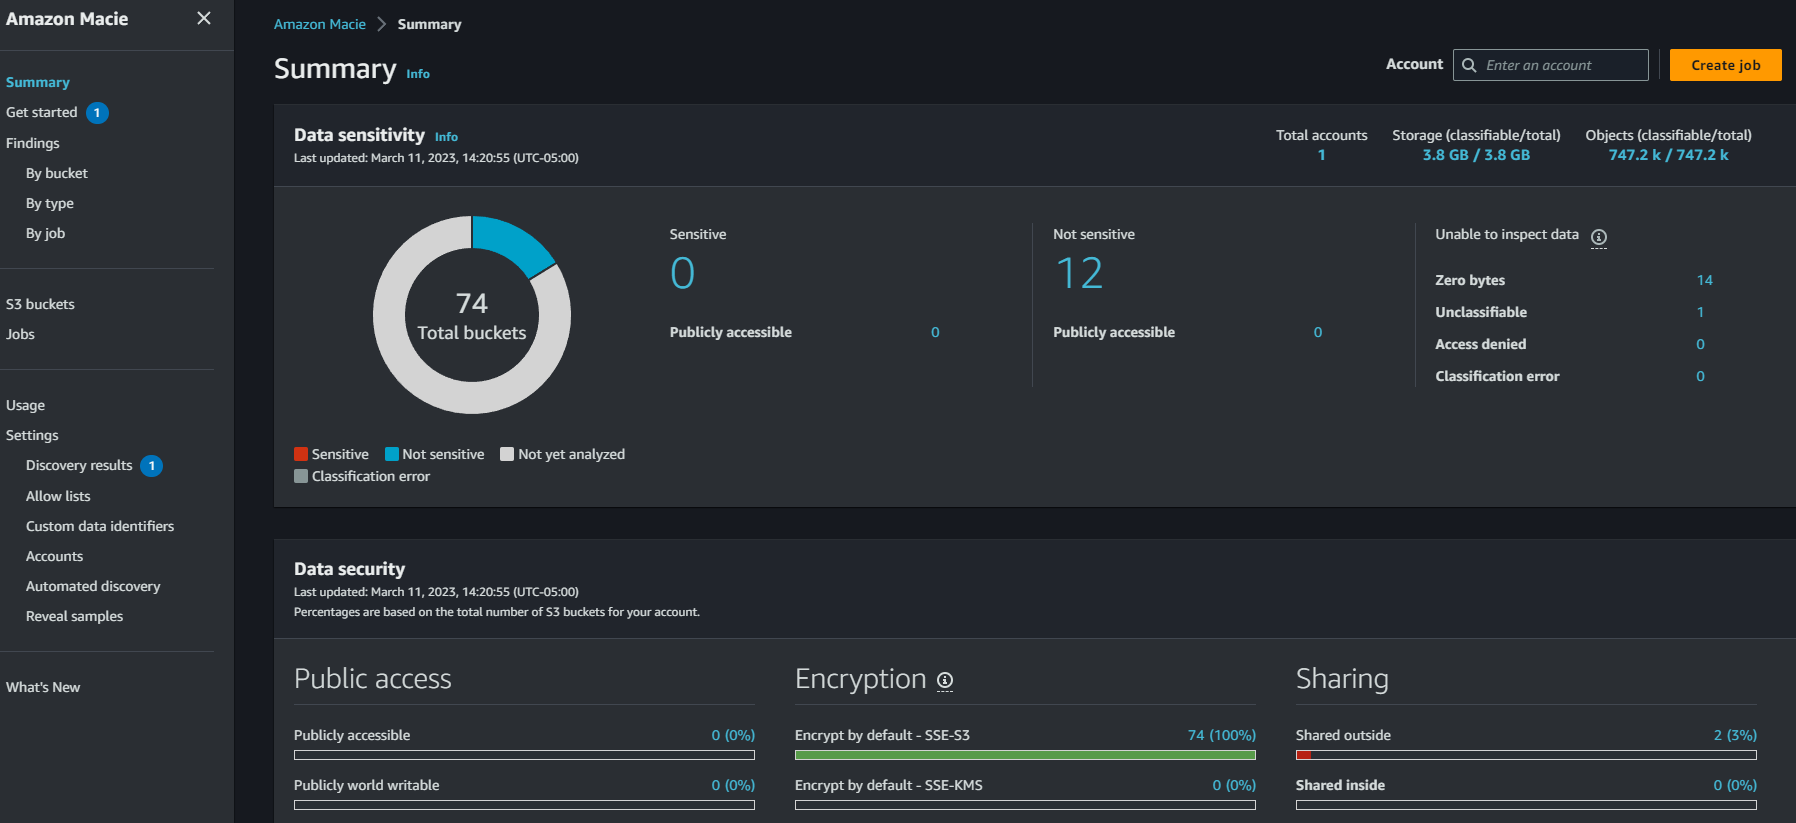 Amazon Macie
Summary
Get started 1
Findings
By bucket
By type
By job
S3 buckets
Jobs
Usage
Settings
Discovery results 1
Allow lists
Custom data identifiers
Accounts
Automated discovery
Reveal samples
What's New
Amazon Macie > Summary
Summary Info
Account Enter an account Create job
Data sensitivity Info
Last updated: March 11, 2023, 14:20:55 (UTC-05:00)
Total accounts
1
Storage (classifiable/total)
3.8 GB / 3.8 GB
Objects (classifiable/total)
747.2 k / 747.2 k
74
Total buckets
Sensitive Not sensitive Not yet analyzed
Classification error
Sensitive
0
Publicly accessible 0
Not sensitive
12
Publicly accessible 0
Unable to inspect data
Zero bytes 14
Unclassifiable 1
Access denied 0
Classification error 0
Data security
Last updated: March 11, 2023, 14:20:55 (UTC-05:00)
Percentages are based on the total number of S3 buckets for your account.
Public access
Publicly accessible 0 (0%)
Publicly world writable 0 (0%)
Encryption
Encrypt by default - SSE-S3 74 (100%)
Encrypt by default - SSE-KMS 0 (0%)
Sharing
Shared outside 2 (3%)
Shared inside 0 (0%)